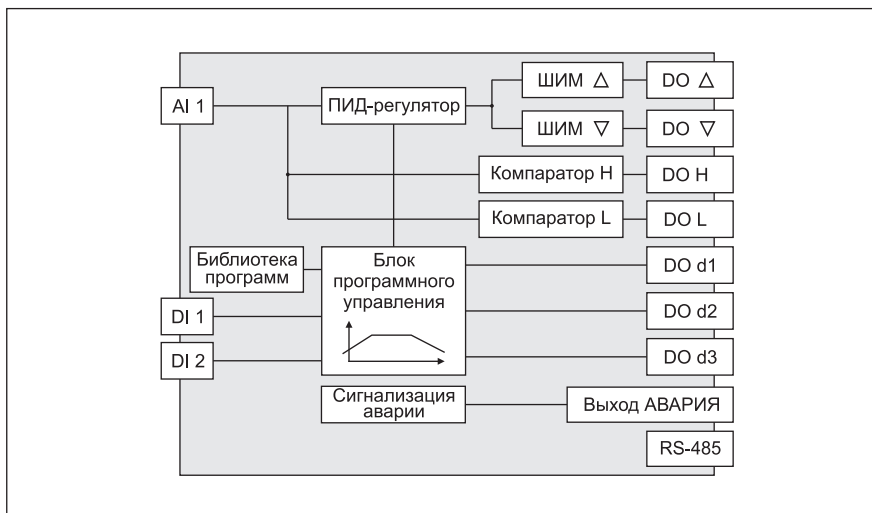 ШИМ △
DO △
AI 1
ПИД-регулятор
ШИМ ▽
DO ▽
Компаратор H
DO H
Компаратор L
DO L
Библиотека
программ
Блок
программного
управления
DO d1
DI 1
DO d2
DI 2
DO d3
Сигнализация
аварии
Выход АВАРИЯ
RS-485